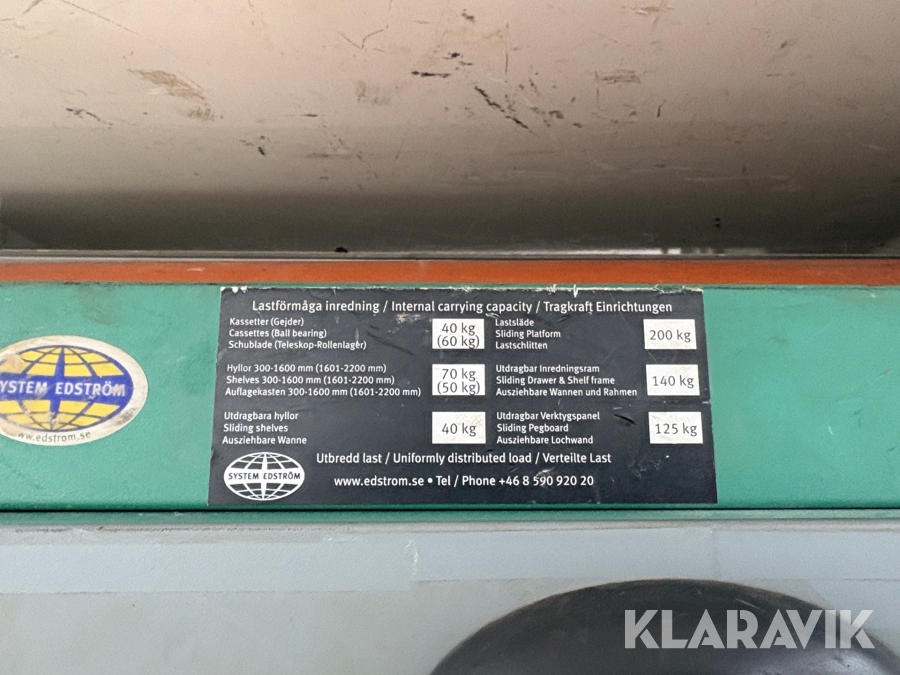 Lastförmåga inredning / Internal carrying capacity / Tragkraft Einrichtungen
Kassetter (Gejder)
Cassettes (Ball bearing)
Schublade (Teleskop-Rollenlager)
40 kg
(60 kg)
Hyllor 300-1600 mm (1601-2200 mm)
Shelves 300-1600 mm (1601-2200 mm)
Auflagekasten 300-1600 mm (1601-2200 mm)
70 kg
(50 kg)
Utdragbara hyllor
Sliding shelves
Ausziehbare Wanne
40 kg
Lastsläde
Sliding Platform
Lastschlitten
200 kg
Utdragbar Inredningsram
Sliding Drawer & Shelf frame
Ausziehbare Wannen und Rahmen
140 kg
Utdragbar Verktygspanel
Sliding Pegboard
Ausziehbare Lochwand
125 kg
Utbredd last / Uniformly distributed load / Verteilte Last
www.edstrom.se • Tel / Phone +46 8 590 920 20
SYSTEM EDSTRÖM
SYSTEM EDSTRÖM
www.edstrom.se
KLARAVIK